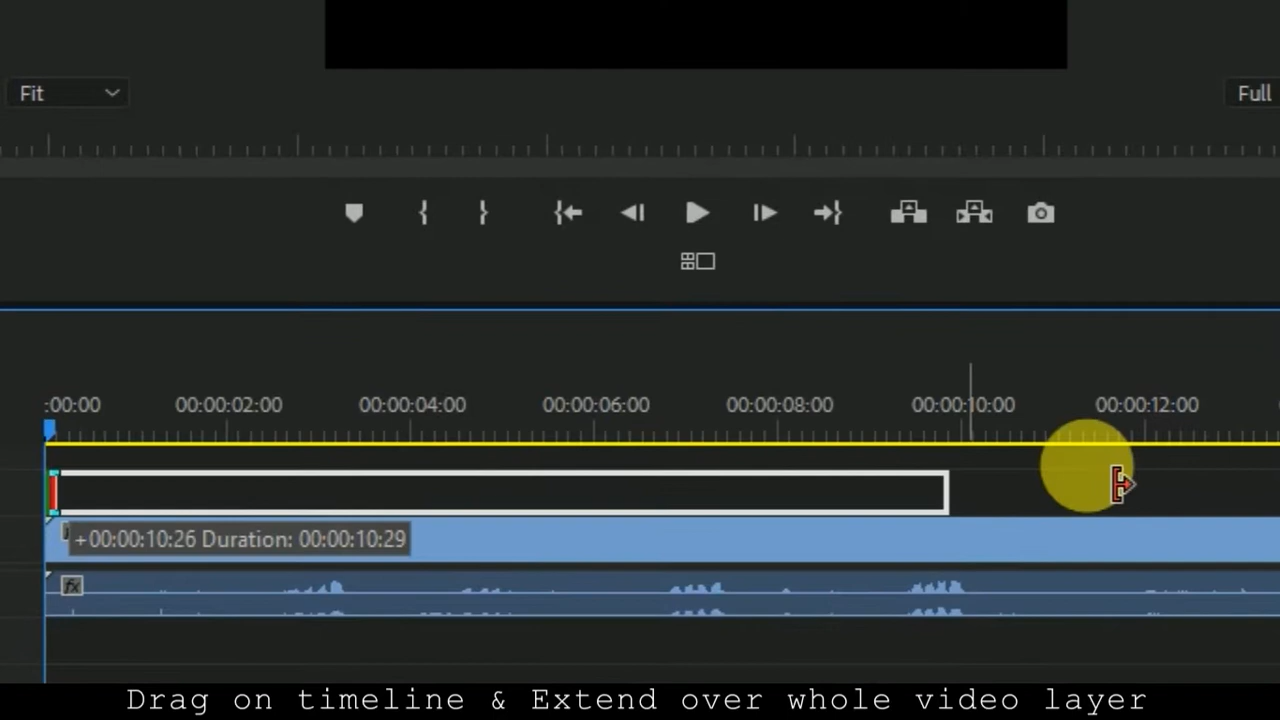 Fit
Full
:00:00 00:00:02:00 00:00:04:00 00:00:06:00 00:00:08:00 00:00:10:00 00:00:12:00
+00:00:10:26 Duration: 00:00:10:29
fx
Drag on timeline & Extend over whole video layer